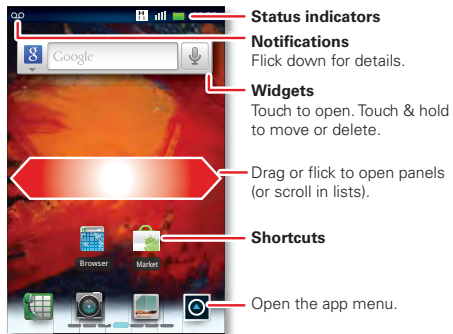 Status indicators
Notifications
Flick down for details.
8 Google
Widgets
Touch to open. Touch & hold
to move or delete.
Drag or flick to open panels
(or scroll in lists).
Browser
Market
Shortcuts
Open the app menu.